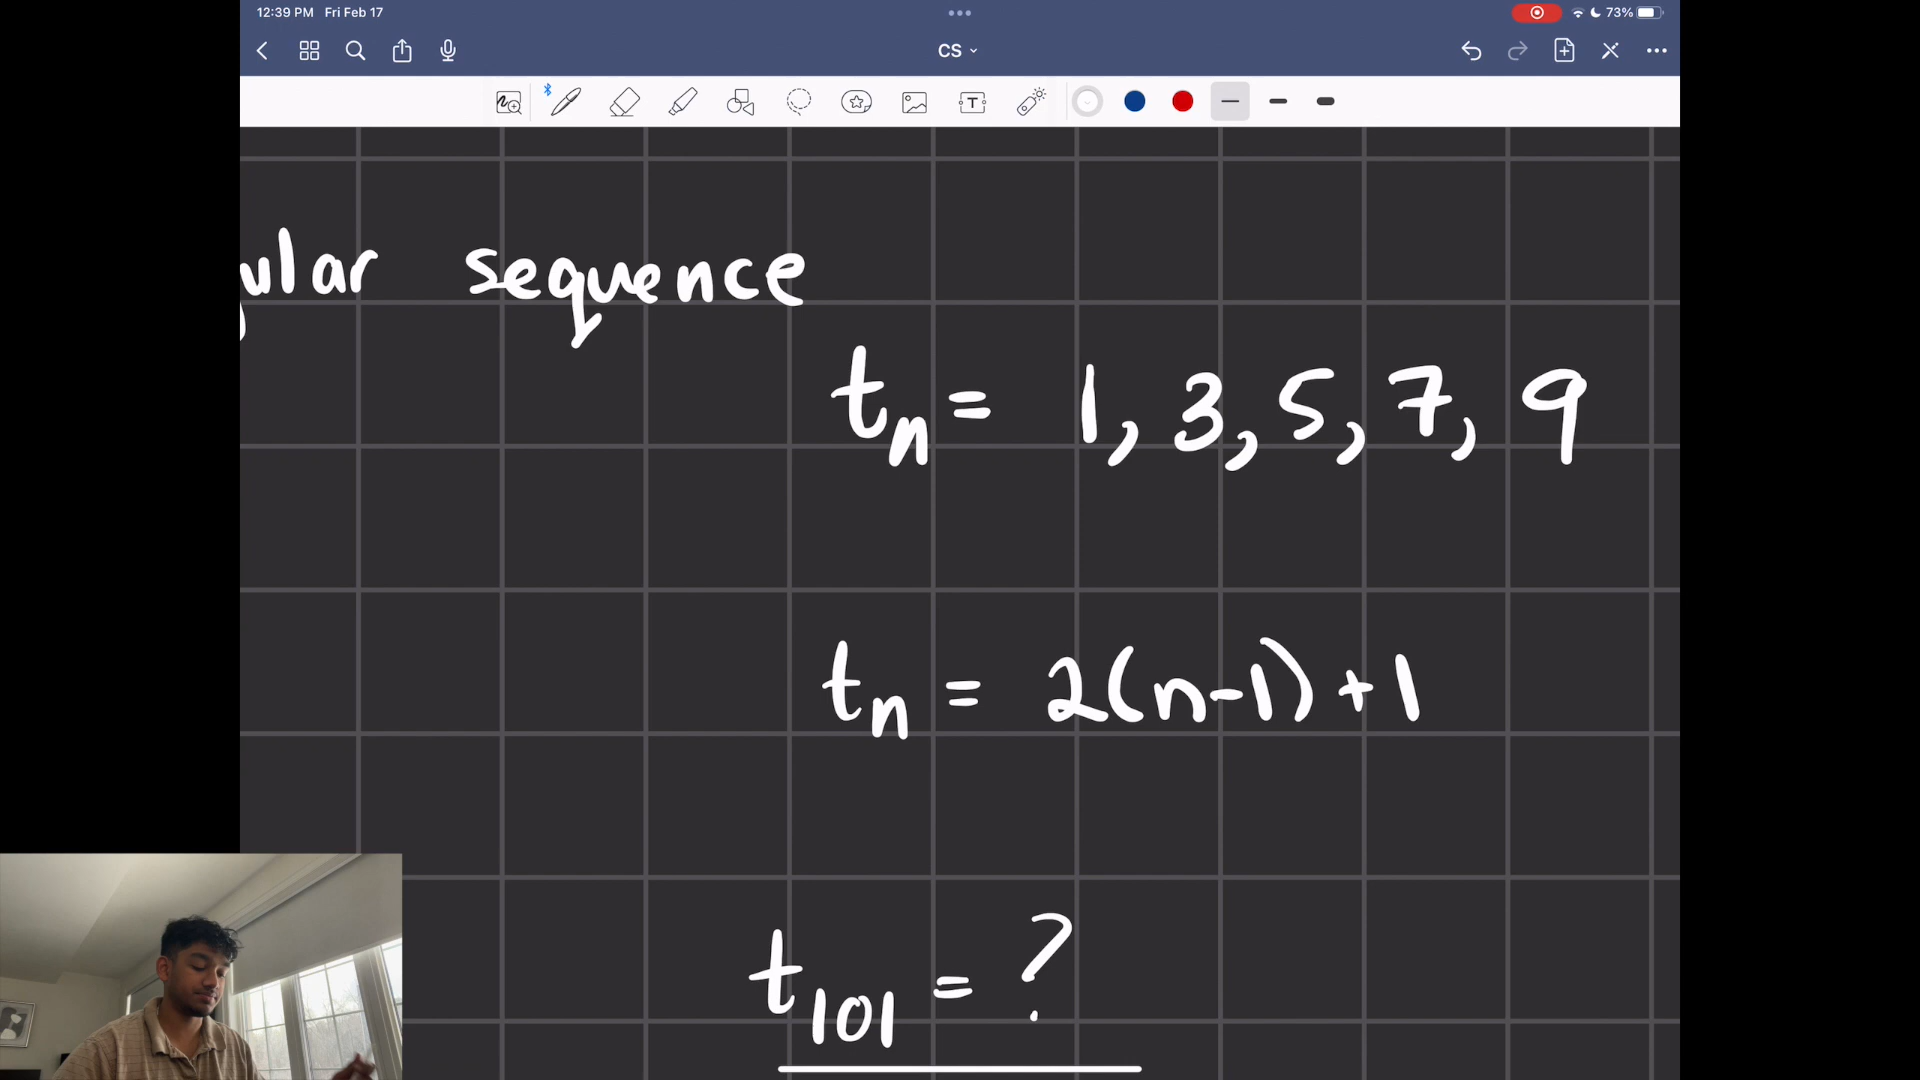 12:39 PM Fri Feb 17
73%
CS
T
ular sequence
tₙ = 1, 3, 5, 7, 9
tₙ = 2(n-1)+1
t₁₀₁ = ?